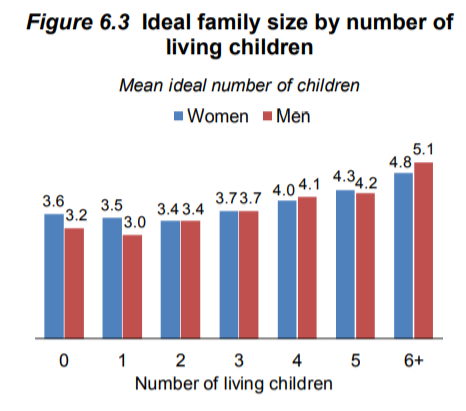 Figure 6.3 Ideal family size by number of
living children
Mean ideal number of children
Women Men
3.6 3.2 3.5 3.0 3.4 3.4 3.7 3.7 4.0 4.1 4.3 4.2 4.8 5.1
0 1 2 3 4 5 6+
Number of living children